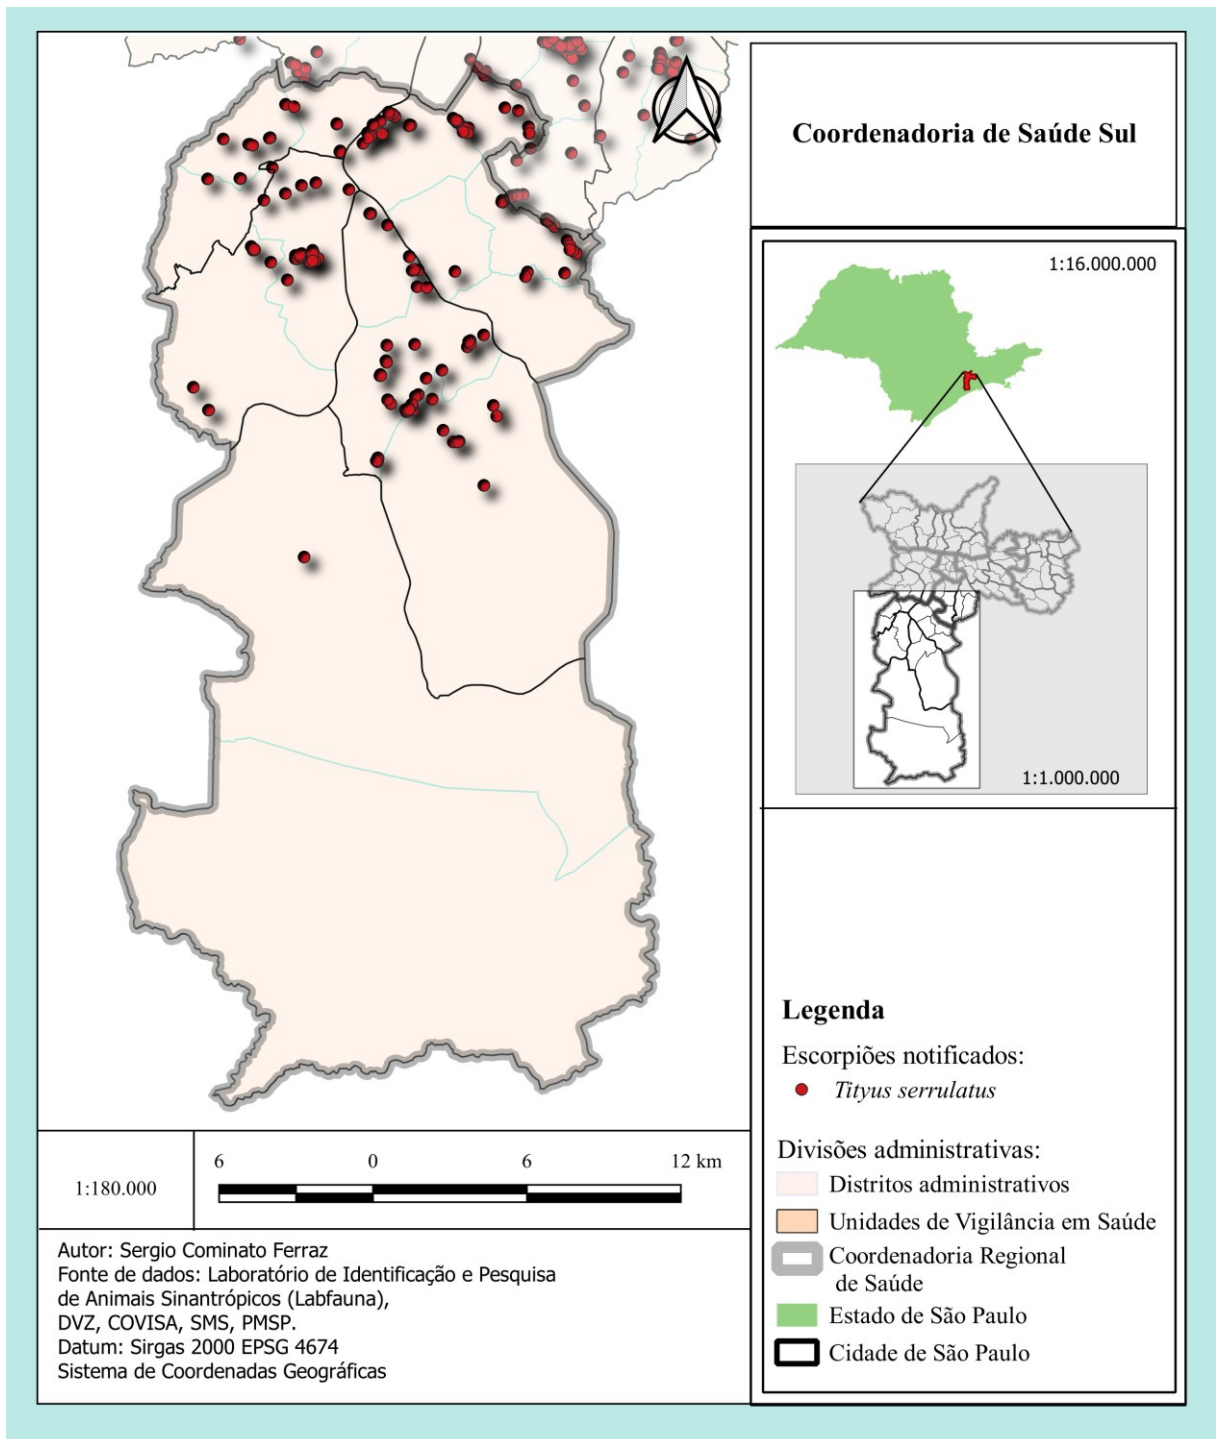 Coordenadoria de Saúde Sul
1:16.000.000
1:1.000.000
Legenda
Escorpiões notificados:
Tityus serrulatus
Divisões administrativas:
Distritos administrativos
Unidades de Vigilância em Saúde
Coordenadoria Regional
de Saúde
Estado de São Paulo
Cidade de São Paulo
1:180.000
6 0 6 12 km
Autor: Sergio Cominato Ferraz
Fonte de dados: Laboratório de Identificação e Pesquisa
de Animais Sinantrópicos (Labfauna),
DVZ, COVISA, SMS, PMSP.
Datum: Sirgas 2000 EPSG 4674
Sistema de Coordenadas Geográficas